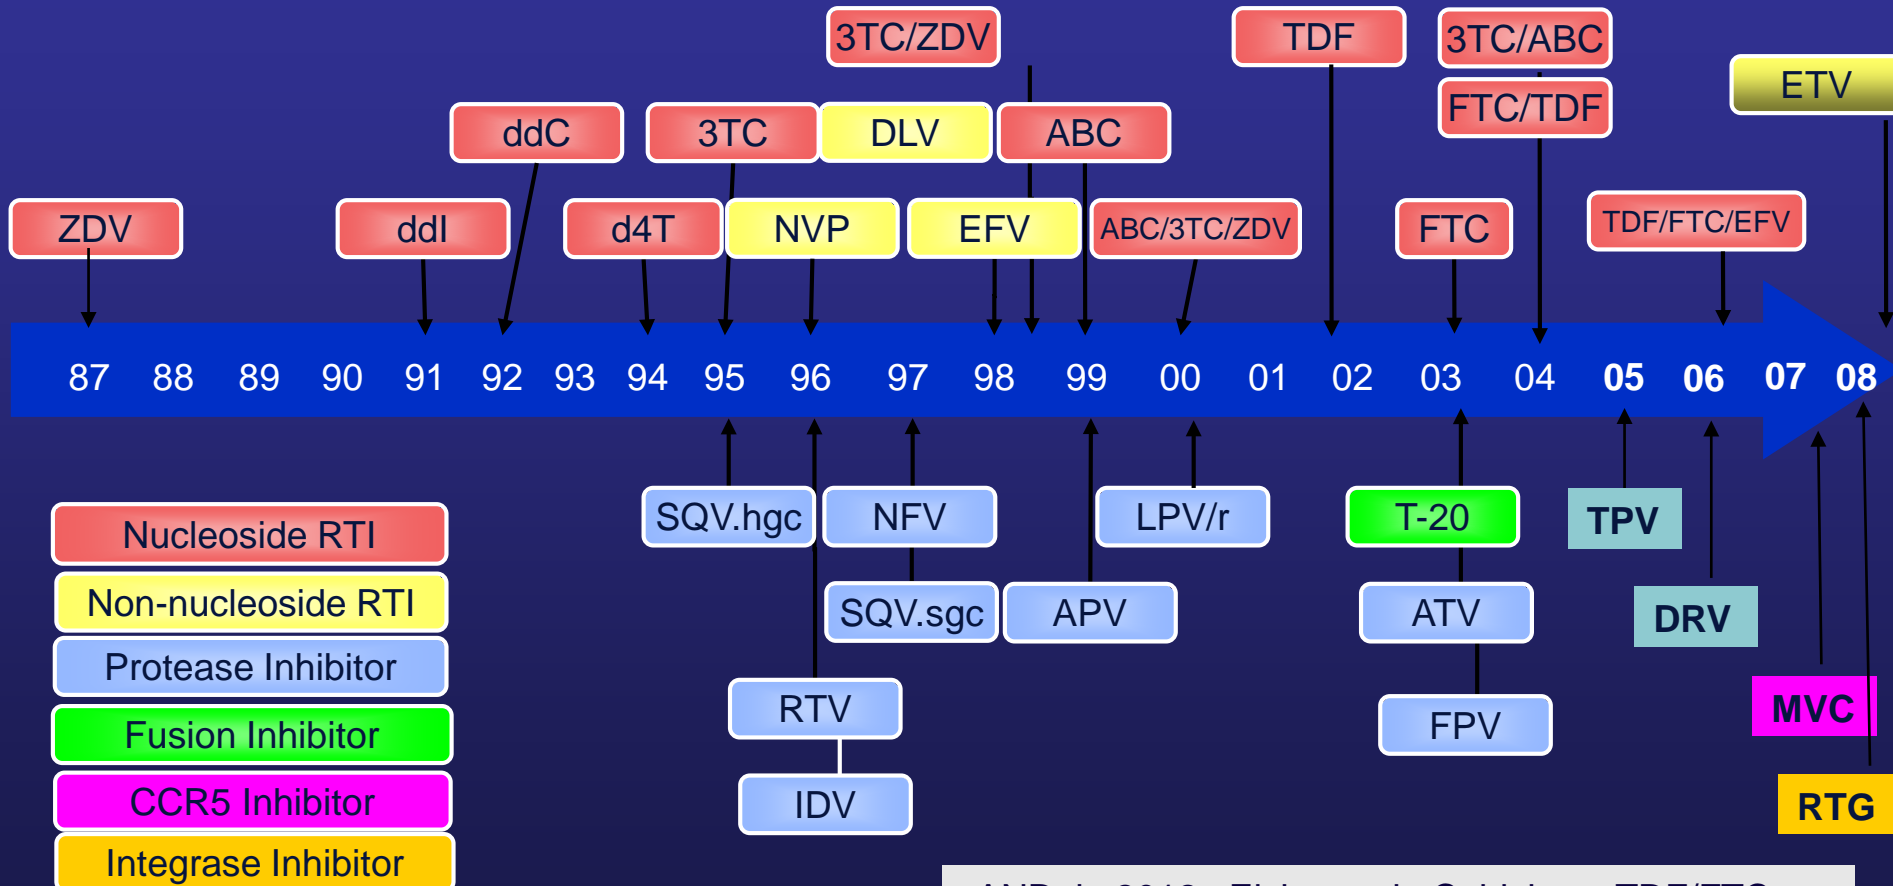 3TC/ZDV
TDF
3TC/ABC
ETV
FTC/TDF
ddC
3TC
DLV
ABC
ZDV
ddI
d4T
NVP
EFV
ABC/3TC/ZDV
FTC
TDF/FTC/EFV
87 88 89 90 91 92 93 94 95 96 97 98 99 00 01 02 03 04 05 06 07 08
SQV.hgc
NFV
LPV/r
T-20
TPV
SQV.sgc
APV
ATV
DRV
RTV
FPV
MVC
IDV
RTG
Nucleoside RTI
Non-nucleoside RTI
Protease Inhibitor
Fusion Inhibitor
CCR5 Inhibitor
Integrase Inhibitor
TDF/FTC